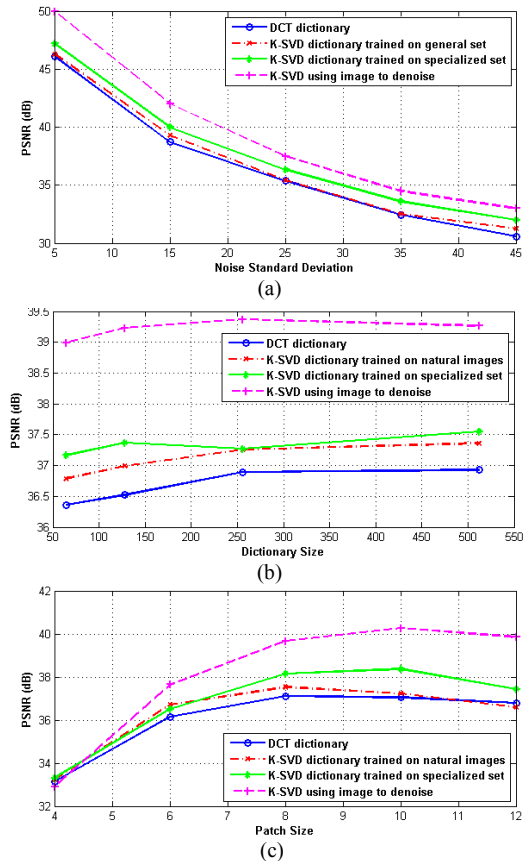 50
45
40
35
30
PSNR (dB)
DCT dictionary
K-SVD dictionary trained on general set
K-SVD dictionary trained on specialized set
K-SVD using image to denoise
5 10 15 20 25 30 35 40 45
Noise Standard Deviation
(a)
39.5
39
38.5
38
37.5
37
36.5
36
PSNR (dB)
DCT dictionary
K-SVD dictionary trained on natural images
K-SVD dictionary trained on specialized set
K-SVD using image to denoise
50 100 150 200 250 300 350 400 450 500 550
Dictionary Size
(b)
42
40
38
36
34
32
PSNR (dB)
DCT dictionary
K-SVD dictionary trained on natural images
K-SVD dictionary trained on specialized set
K-SVD using image to denoise
4 5 6 7 8 9 10 11 12
Patch Size
(c)